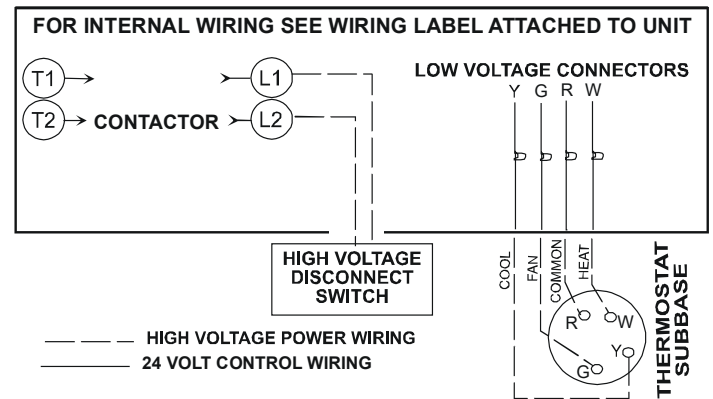 FOR INTERNAL WIRING SEE WIRING LABEL ATTACHED TO UNIT
T1
L1
T2
CONTACTOR
L2
LOW VOLTAGE CONNECTORS
Y G R W
HIGH VOLTAGE
DISCONNECT
SWITCH
COOL
FAN
COMMON
HEAT
R
W
Y
G
THERMOSTAT
SUBBASE
HIGH VOLTAGE POWER WIRING
24 VOLT CONTROL WIRING